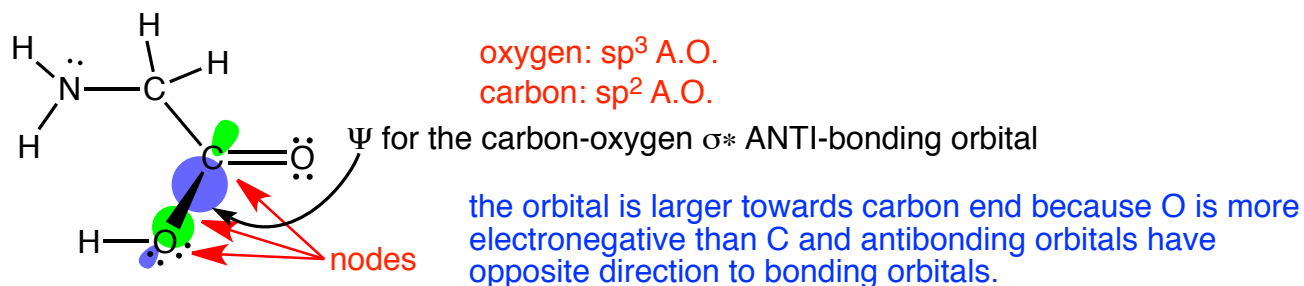 H
H
H
N
C
H
C
O
H
O
oxygen: sp³ A.O.
carbon: sp² A.O.
Ψ for the carbon-oxygen σ* ANTI-bonding orbital
the orbital is larger towards carbon end because O is more
electronegative than C and antibonding orbitals have
opposite direction to bonding orbitals.
nodes